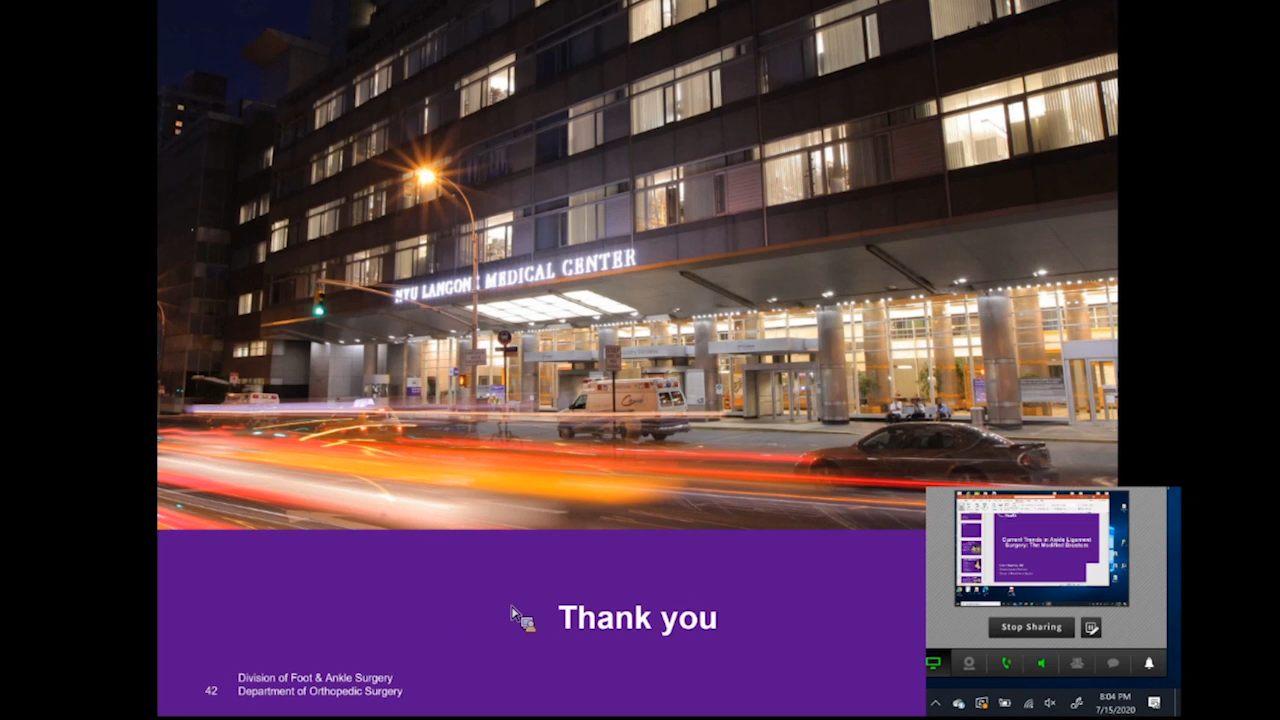 NYU LANGONE MEDICAL CENTER
Thank you
Division of Foot & Ankle Surgery
42 Department of Orthopedic Surgery
Current Trends in Ankle Ligament
Surgery: The Modified Brostrom
Stop Sharing
8:04 PM
7/15/2020